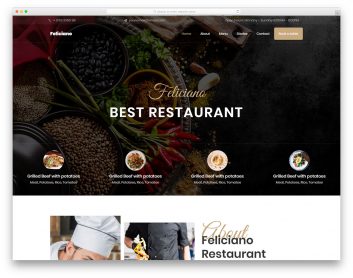 Feliciano
Home About Menu Stories Contact Book a table
Feliciano
BEST RESTAURANT
Grilled Beef with potatoes
Meat, Potatoes, Rice, Tomatoe
Grilled Beef with potatoes
Meat, Potatoes, Rice, Tomatoe
Grilled Beef with potatoes
Meat, Potatoes, Rice, Tomatoe
Grilled Beef with potatoes
Meat, Potatoes, Rice, Tomatoe
About
Feliciano
Restaurant